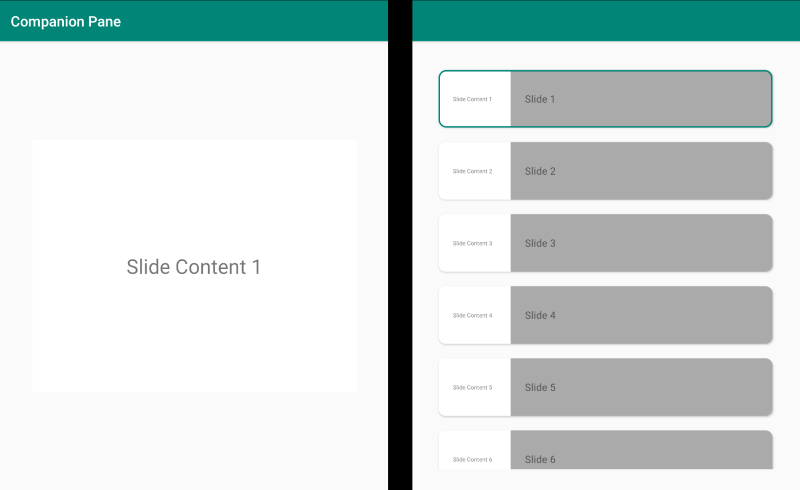 Companion Pane
Slide Content 1
Slide Content 1
Slide 1
Slide Content 2
Slide 2
Slide Content 3
Slide 3
Slide Content 4
Slide 4
Slide Content 5
Slide 5
Slide Content 6
Slide 6